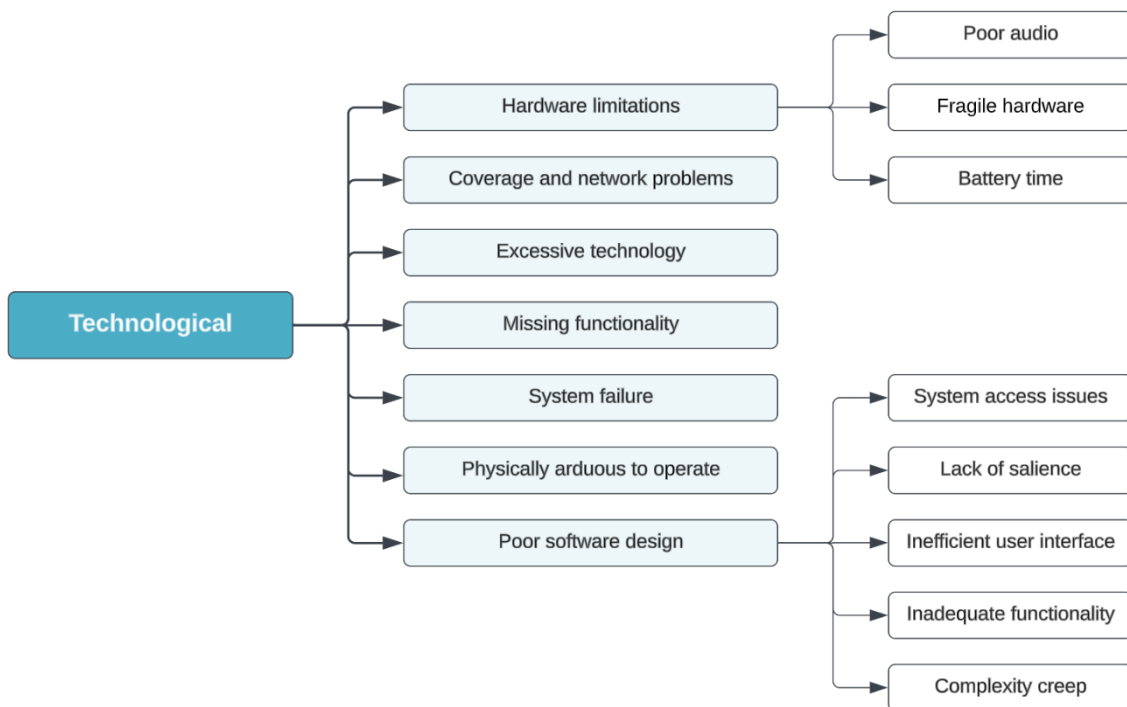 Technological
Hardware limitations
Coverage and network problems
Excessive technology
Missing functionality
System failure
Physically arduous to operate
Poor software design
Poor audio
Fragile hardware
Battery time
System access issues
Lack of salience
Inefficient user interface
Inadequate functionality
Complexity creep